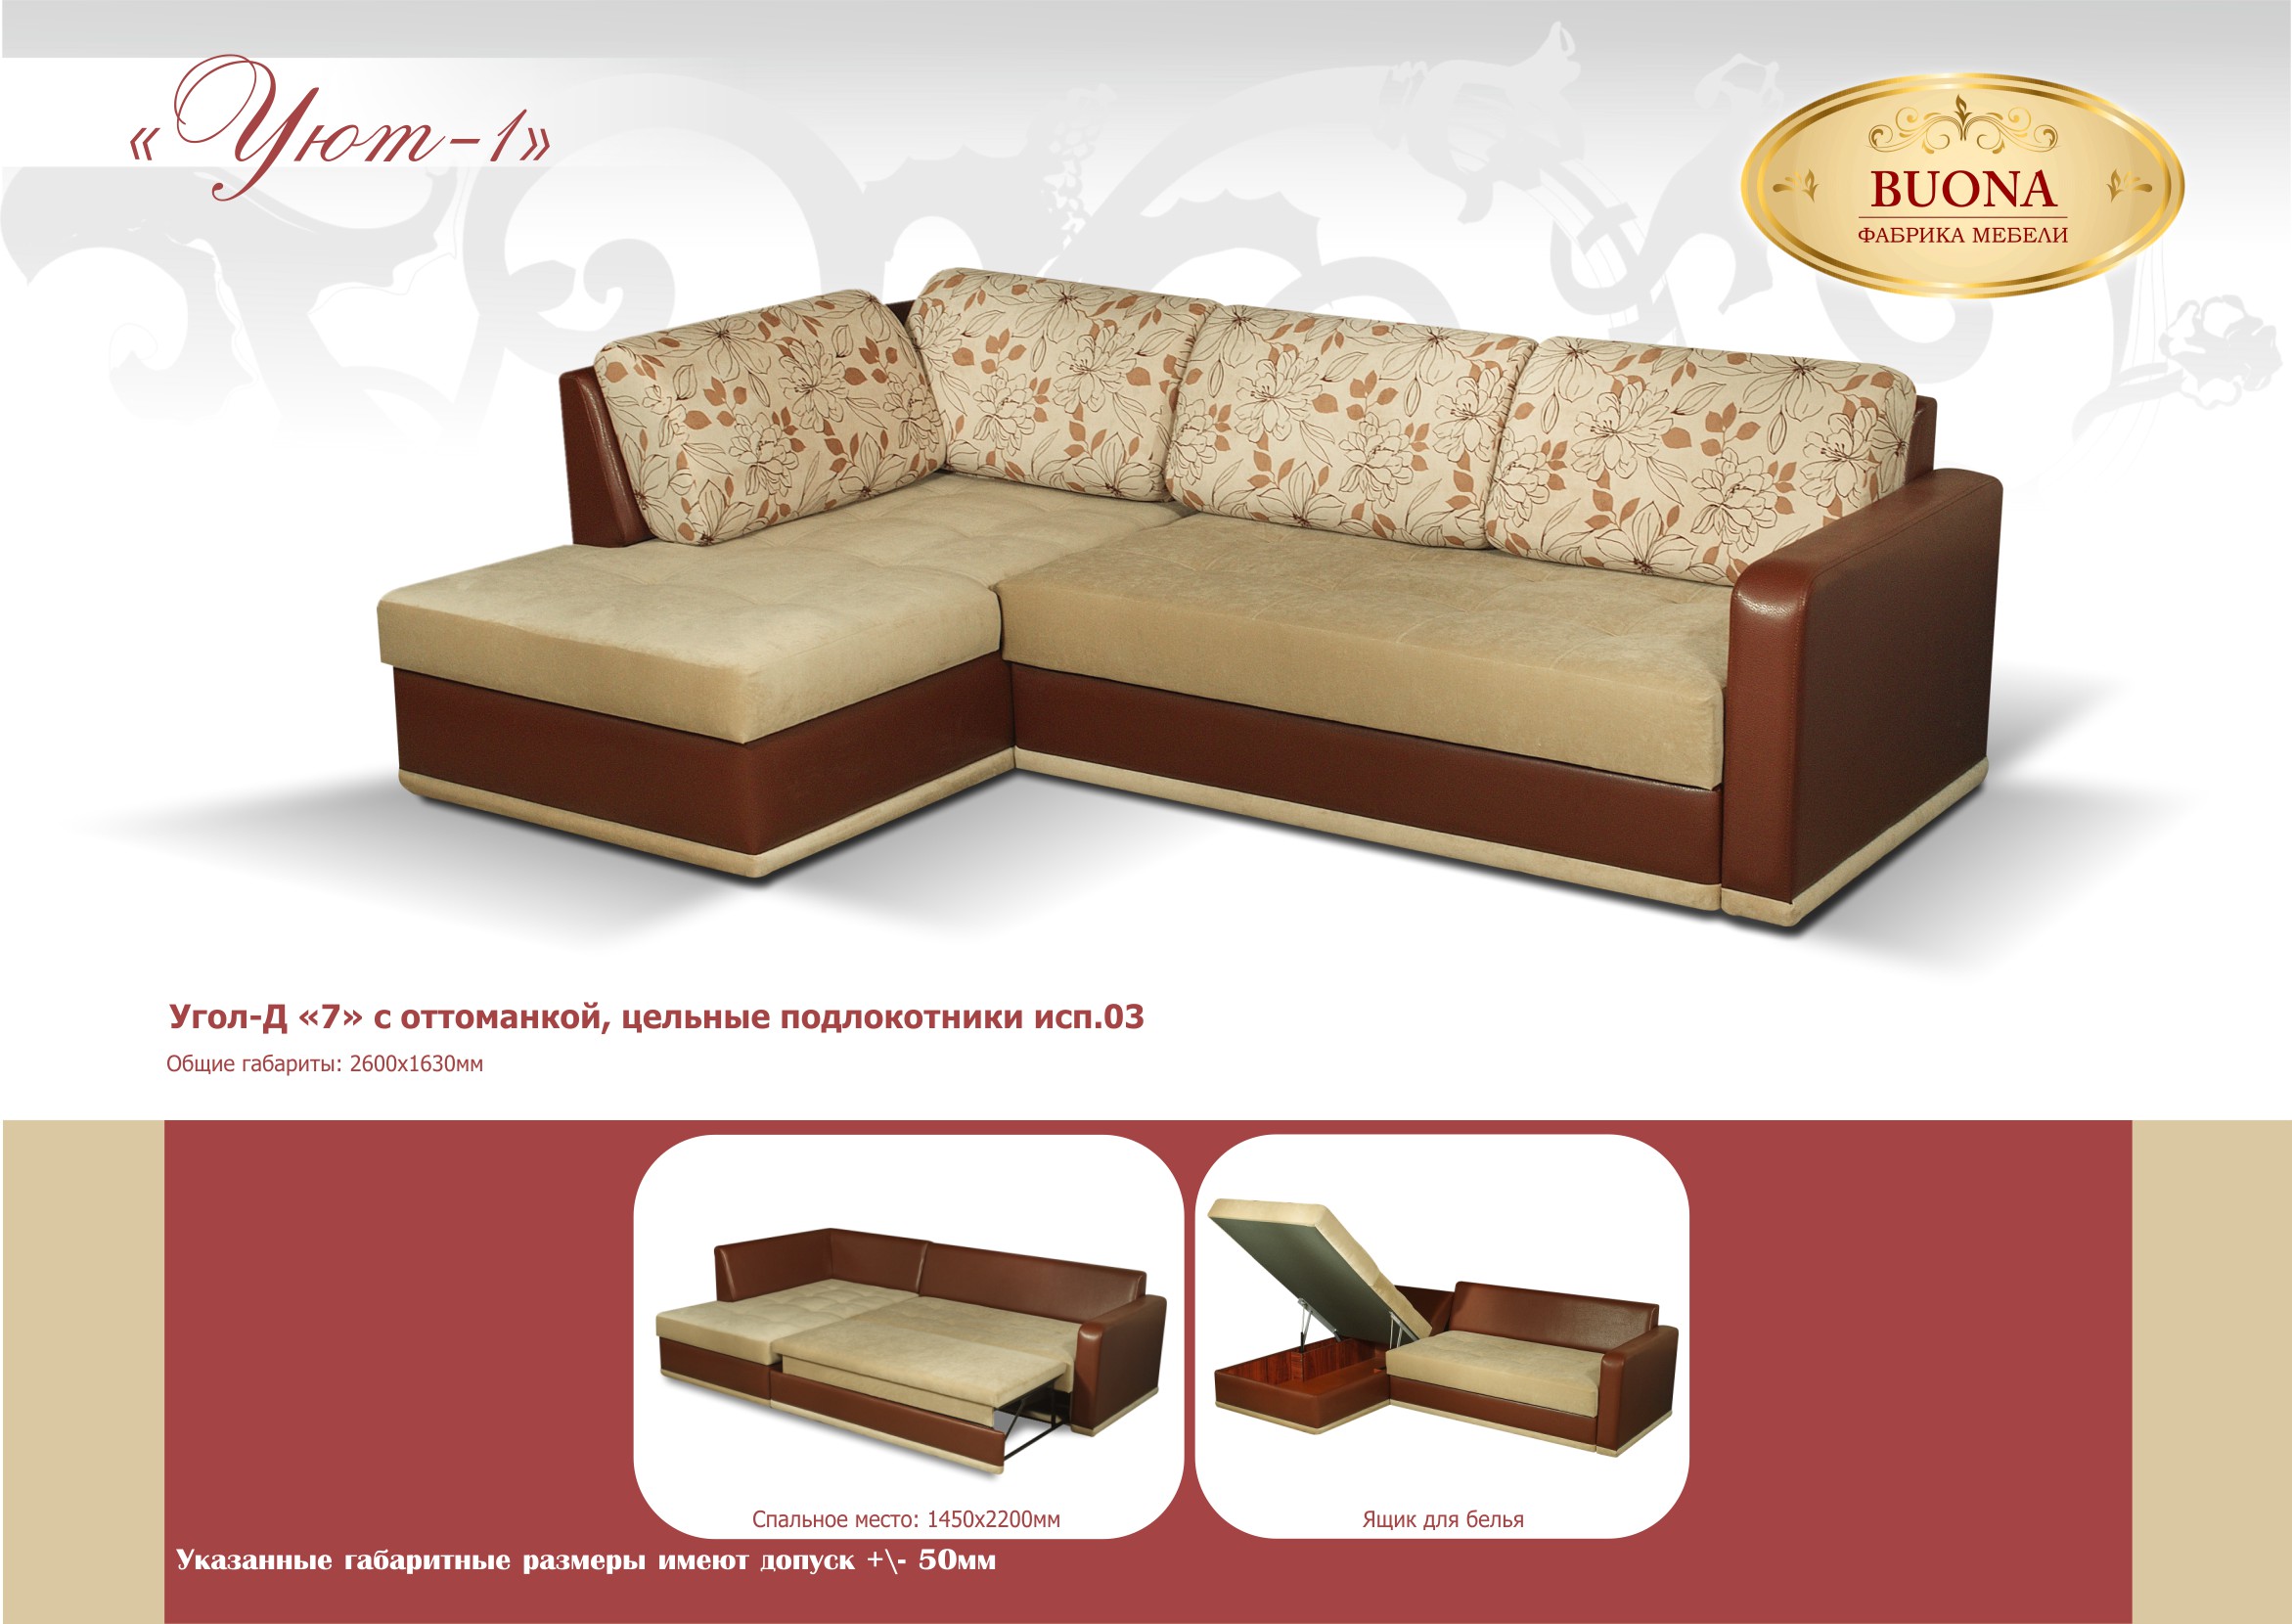 «Уют-1»
BUONA
ФАБРИКА МЕБЕЛИ
Угол-Д «7» с оттоманкой, цельные подлокотники исп.03
Общие габариты: 2600х1630мм
Спальное место: 1450х2200мм
Ящик для белья
Указанные габаритные размеры имеют допуск +\- 50мм